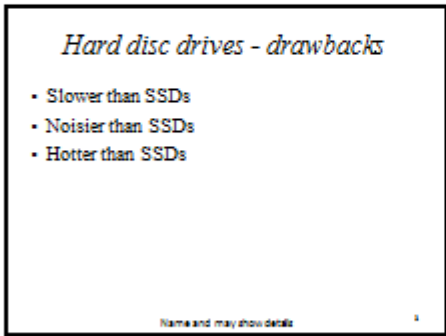 Hard disc drives - drawbacks
▪ Slower than SSDs
▪ Noisier than SSDs
▪ Hotter than SSDs
Name and may show details